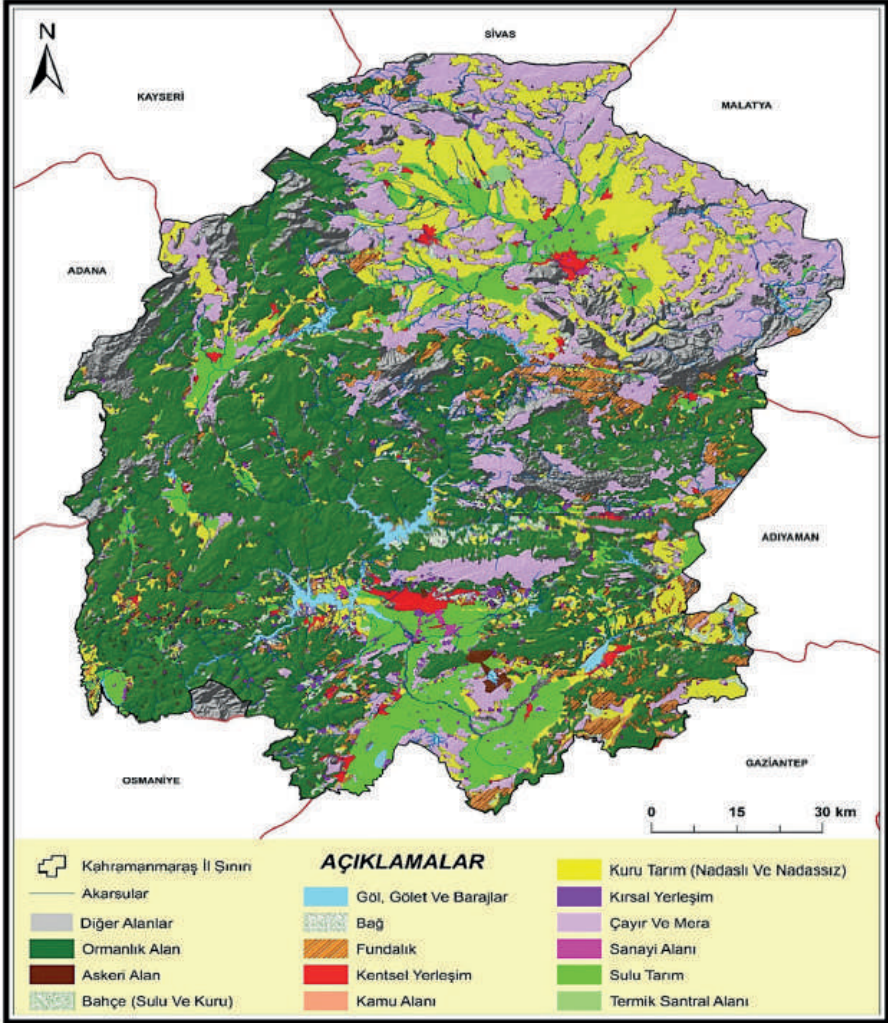 N
SİVAS
KAYSERİ
MALATYA
ADANA
ADIYAMAN
GAZİANTEP
OSMANİYE
0 15 30 km
AÇIKLAMALAR
Kahramanmaraş İl Sınırı
Akarsular
Diğer Alanlar
Ormanlık Alan
Askeri Alan
Bahçe (Sulu Ve Kuru)
Göl, Gölet Ve Barajlar
Bağ
Fundalık
Kentsel Yerleşim
Kamu Alanı
Kuru Tarım (Nadaslı Ve Nadassız)
Kırsal Yerleşim
Çayır Ve Mera
Sanayi Alanı
Sulu Tarım
Termik Santral Alanı